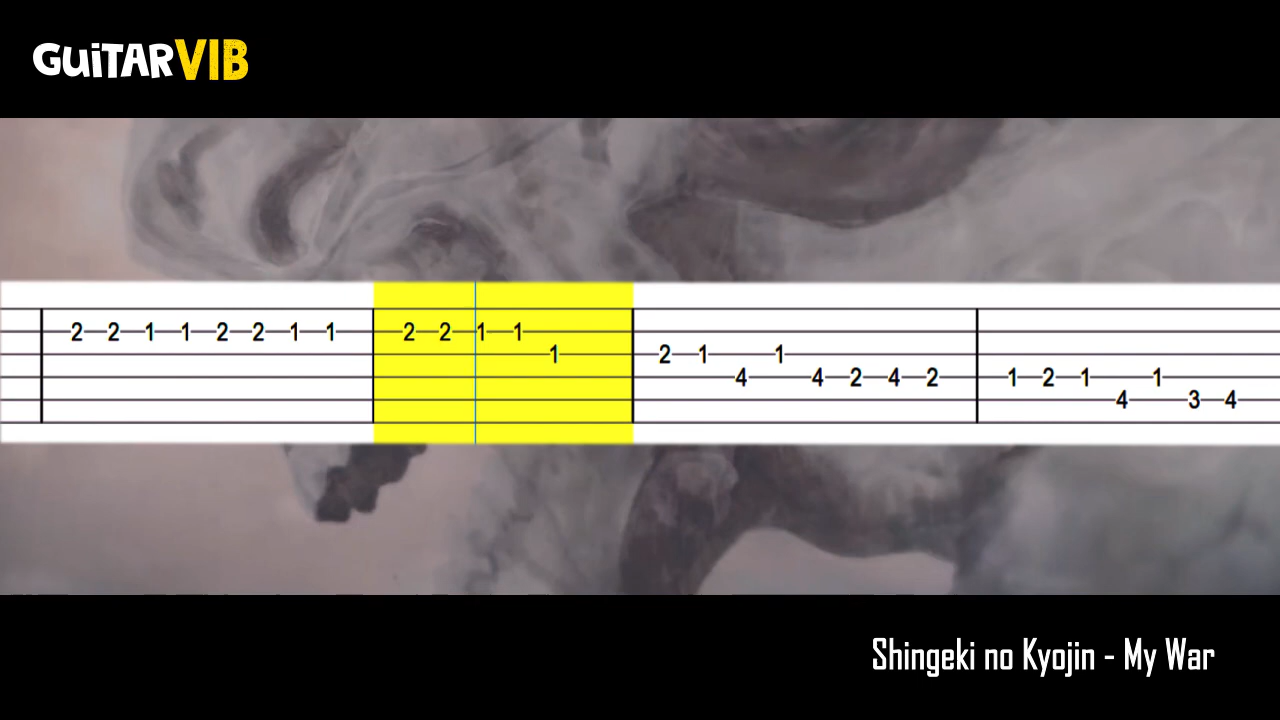 GUiTARVIB
2 2 1 1 2 2 1 1 2 2 1 1
1 2 1 1
4 4 2 4 2 1 2 1 1
4 3 4
Shingeki no Kyojin - My War